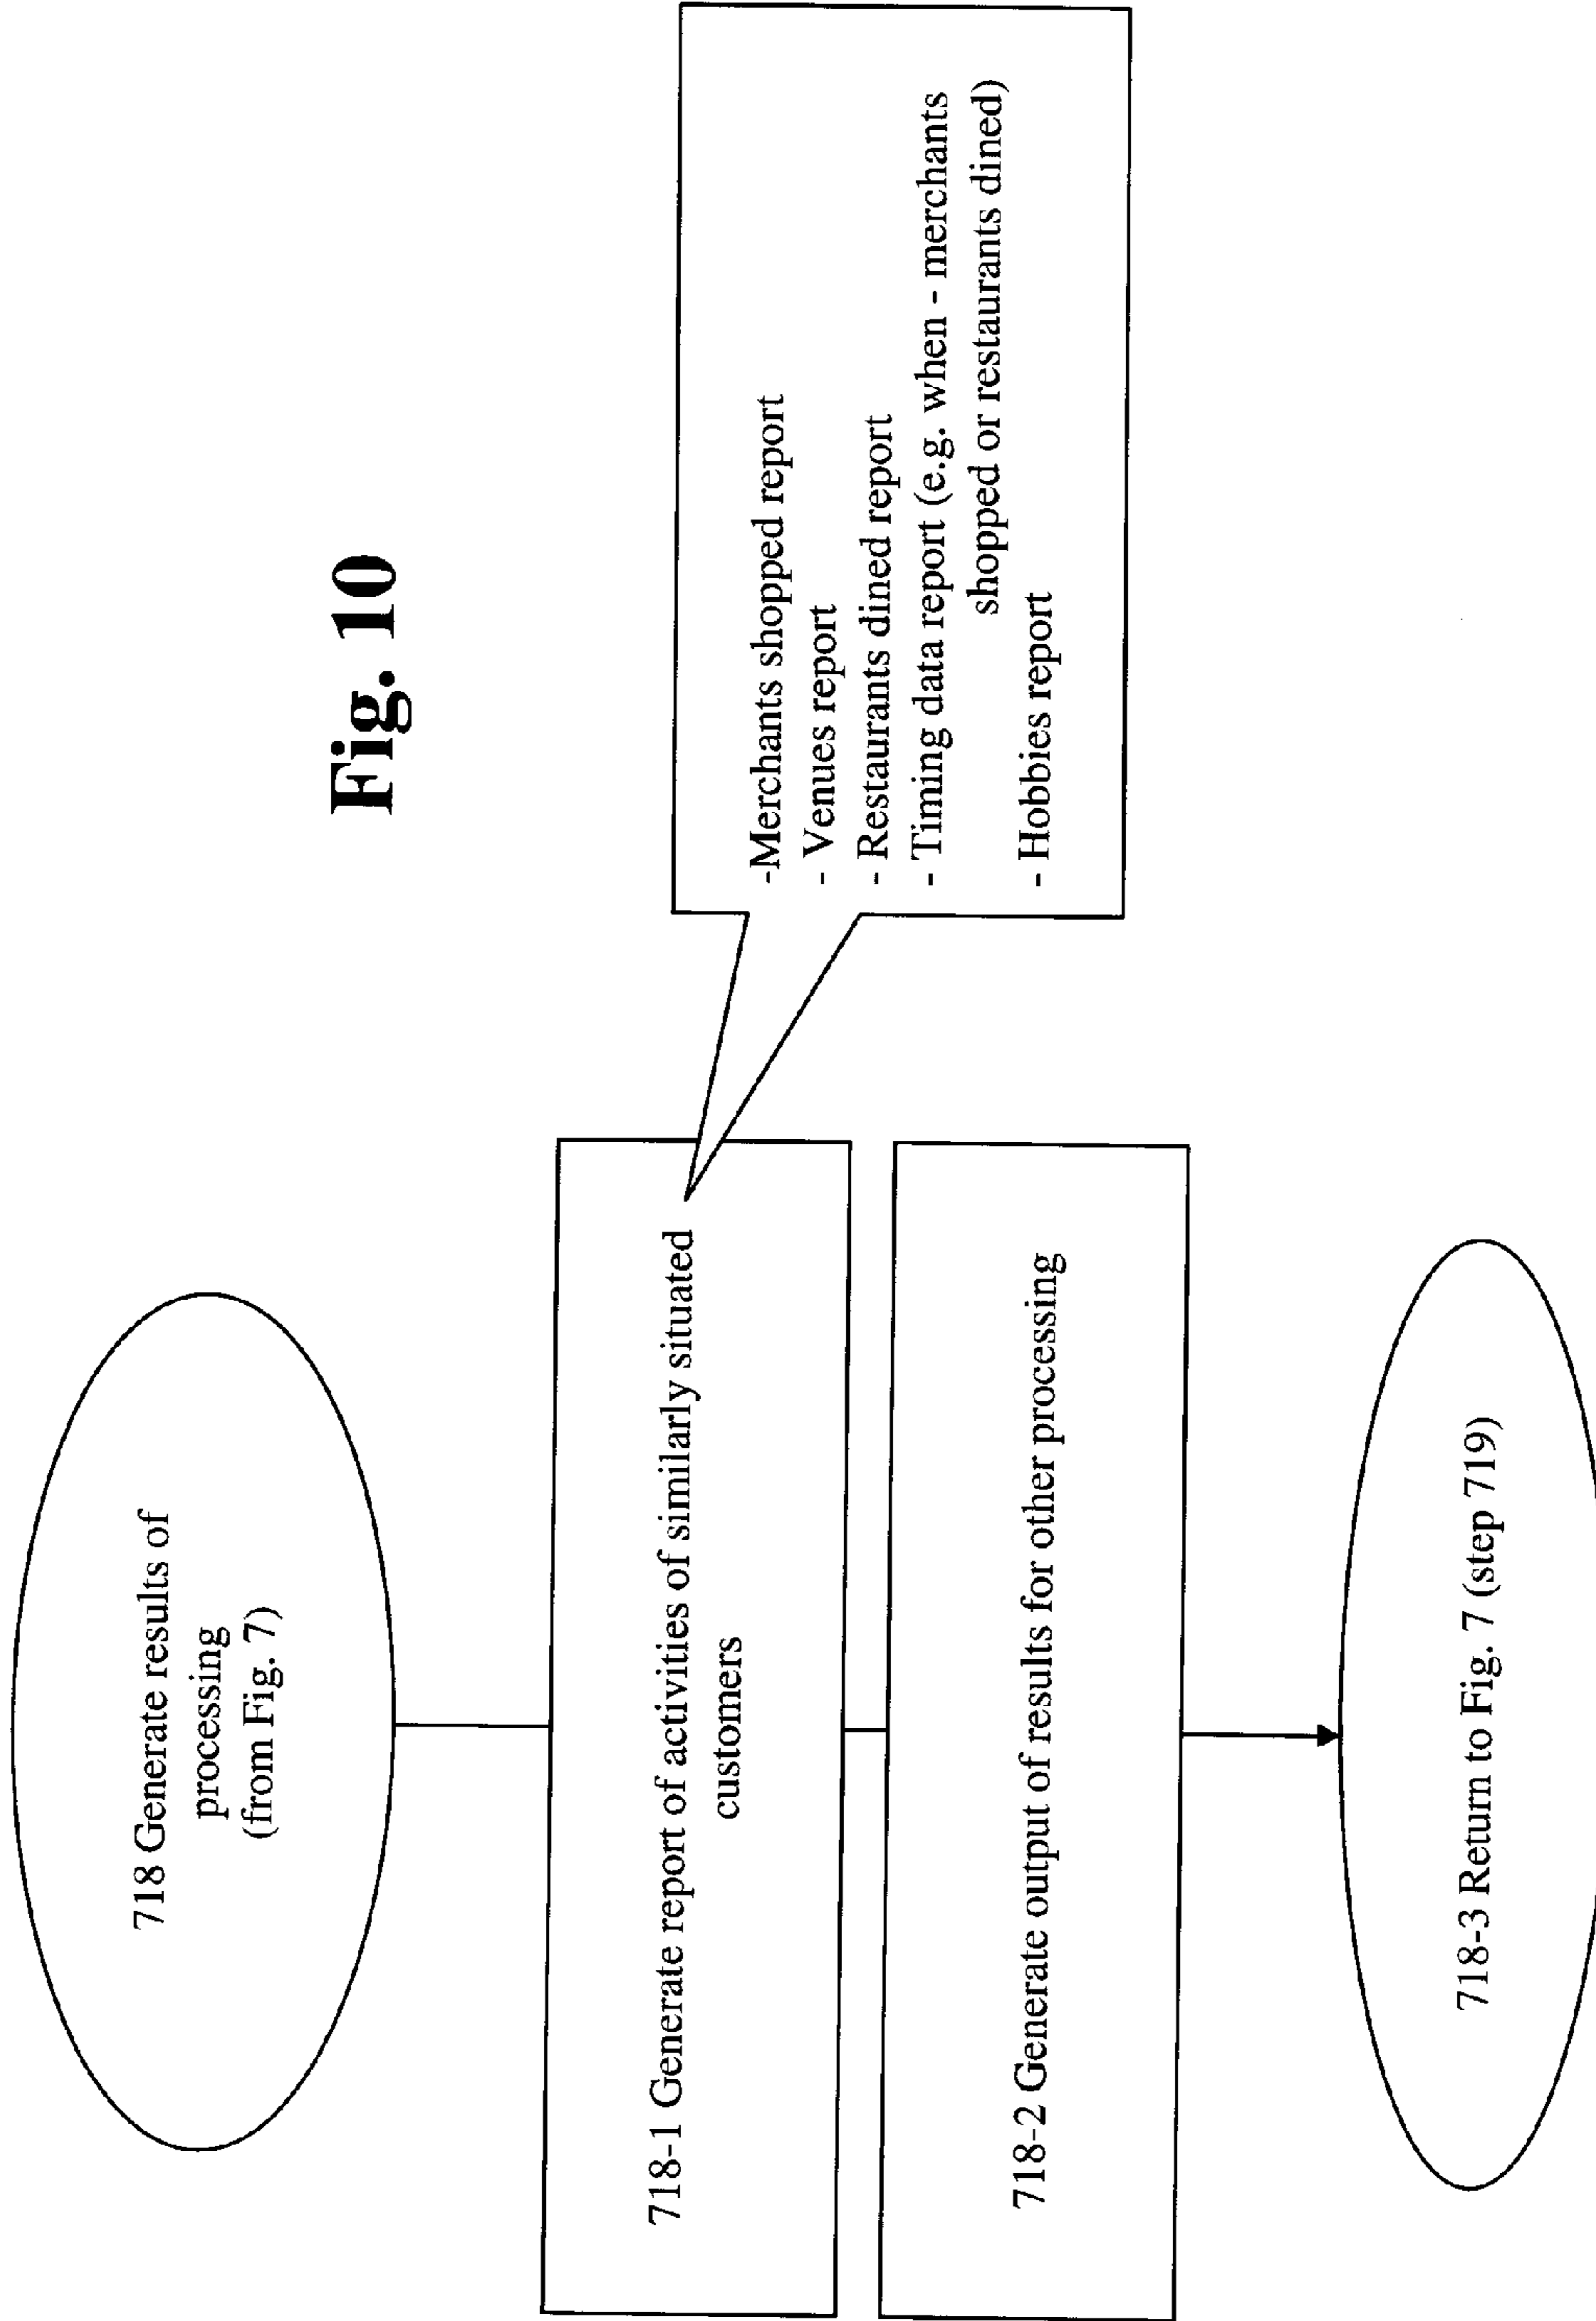 Fig. 10
718 Generate results of
processing
(from Fig. 7)
718-1 Generate report of activities of similarly situated
customers
-Merchants shopped report
- Venues report
- Restaurants dined report
- Timing data report (e.g. when - merchants
shopped or restaurants dined)
- Hobbies report
718-2 Generate output of results for other processing
718-3 Return to Fig. 7 (step 719)